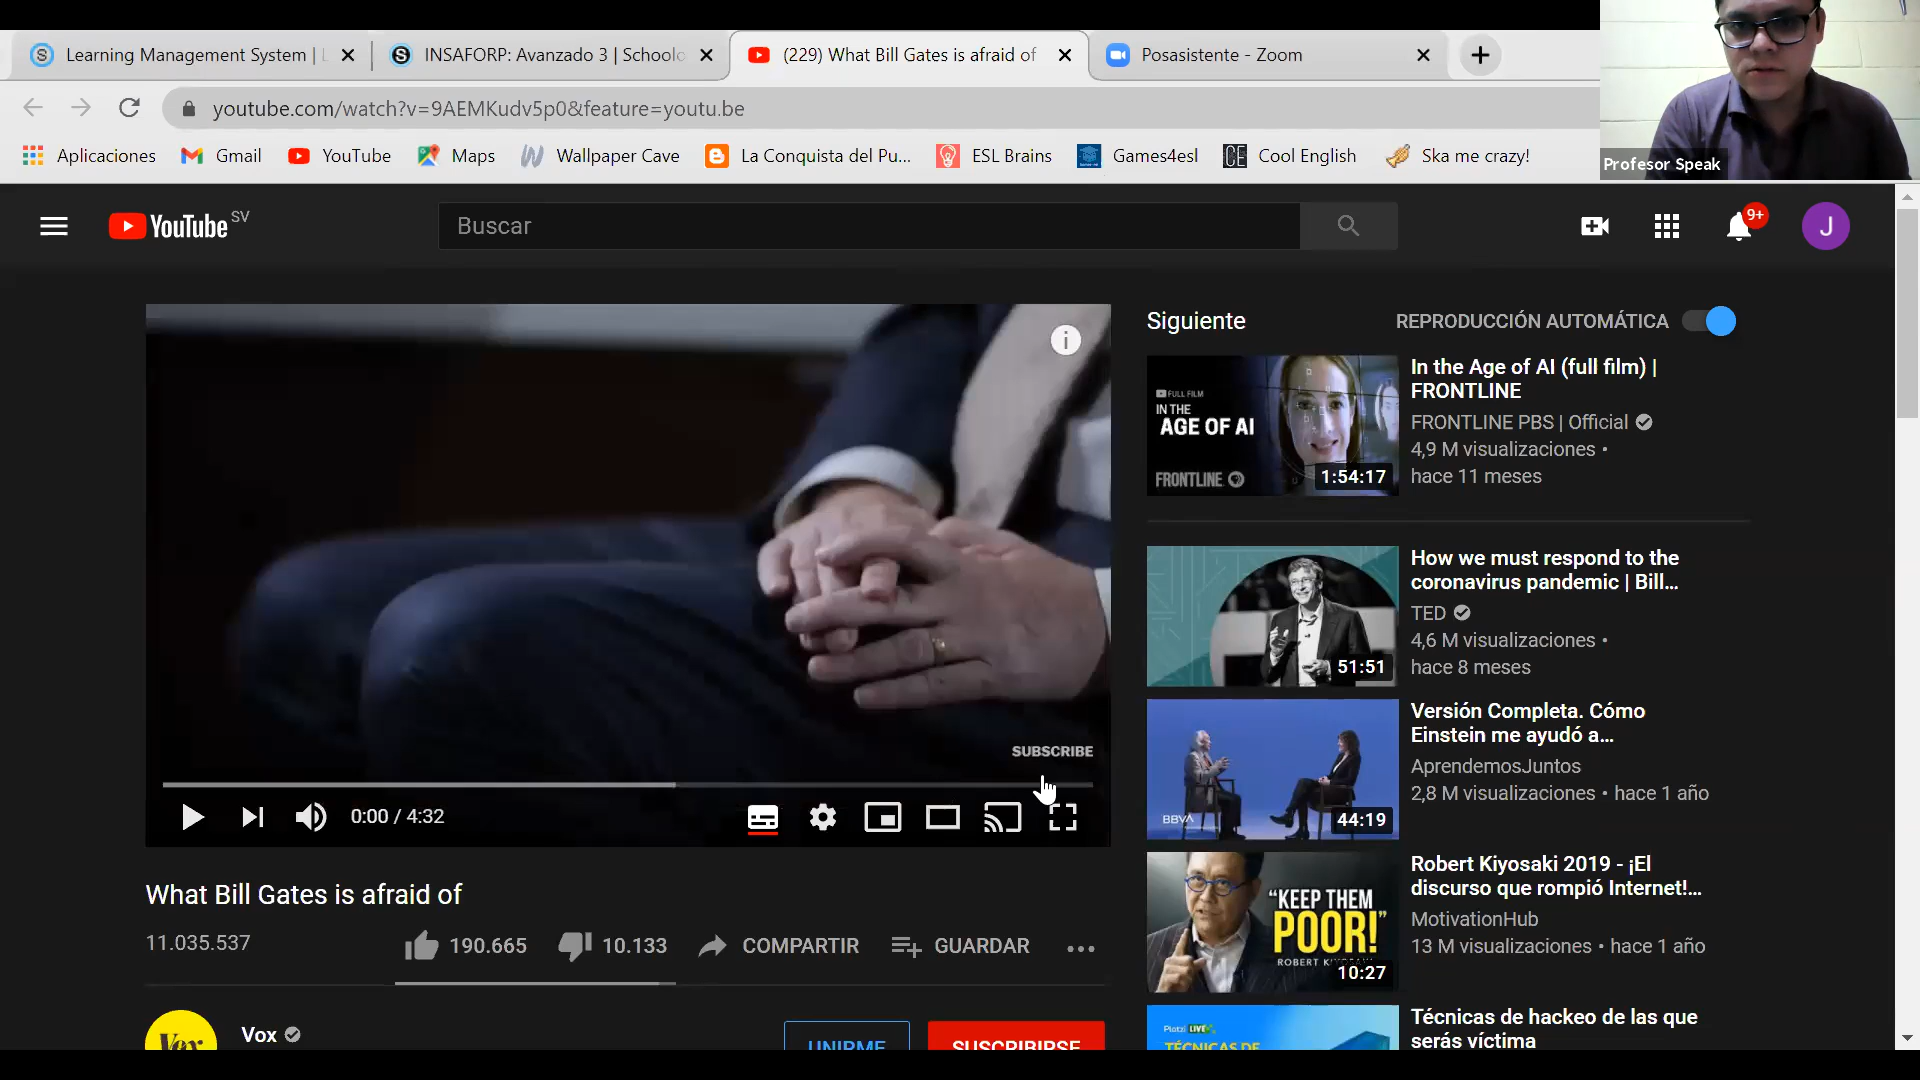 Learning Management System | L
INSAFORP: Avanzado 3 | Schoolo
(229) What Bill Gates is afraid of
Posasistente - Zoom
youtube.com/watch?v=9AEMKudv5p0&feature=youtu.be
Aplicaciones
Gmail
YouTube
Maps
Wallpaper Cave
La Conquista del Pu...
ESL Brains
Games4esl
CE
Cool English
Ska me crazy!
Profesor Speak
YouTube SV
Buscar
9+
J
SUBSCRIBE
0:00 / 4:32
What Bill Gates is afraid of
11.035.537
190.665
10.133
COMPARTIR
GUARDAR
Vox
Vox
UNIRME
SUSCRIBIRSE
Siguiente
REPRODUCCIÓN AUTOMÁTICA
FULL FILM
IN THE
AGE OF AI
FRONTLINE
1:54:17
In the Age of AI (full film) |
FRONTLINE
FRONTLINE PBS | Official
4,9 M visualizaciones •
hace 11 meses
51:51
How we must respond to the
coronavirus pandemic | Bill...
TED
4,6 M visualizaciones •
hace 8 meses
BBVA
44:19
Versión Completa. Cómo
Einstein me ayudó a...
AprendemosJuntos
2,8 M visualizaciones • hace 1 año
"KEEP THEM
POOR!"
ROBERT KIYOSAKI
10:27
Robert Kiyosaki 2019 - ¡El
discurso que rompió Internet!...
MotivationHub
13 M visualizaciones • hace 1 año
Platzi LIVE
TÉCNICAS DE
Técnicas de hackeo de las que
serás víctima